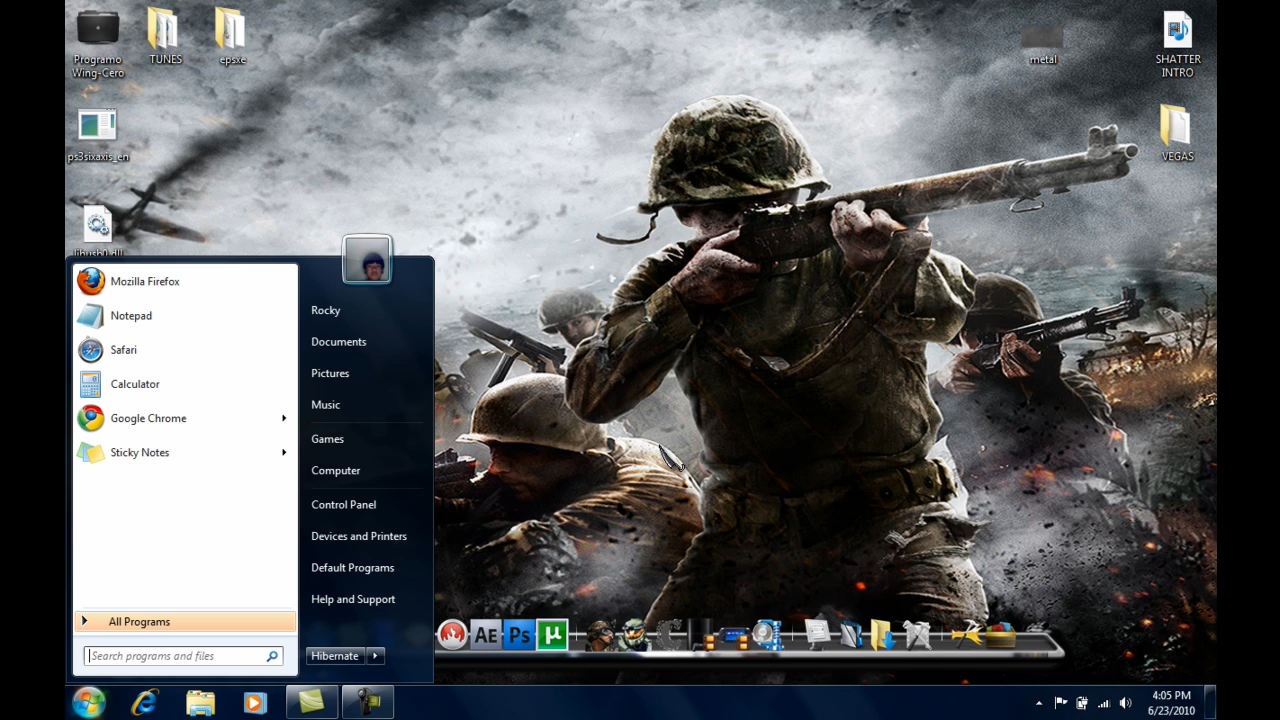 Programo
Wing-Cero
TUNES
epsxe
metal
SHATTER
INTRO
ps3sixaxis_en
VEGAS
libusb0.dll
Mozilla Firefox
Notepad
Safari
Calculator
Google Chrome
Sticky Notes
All Programs
Search programs and files
Rocky
Documents
Pictures
Music
Games
Computer
Control Panel
Devices and Printers
Default Programs
Help and Support
Hibernate
AE
Ps
µ
4:05 PM
6/23/2010